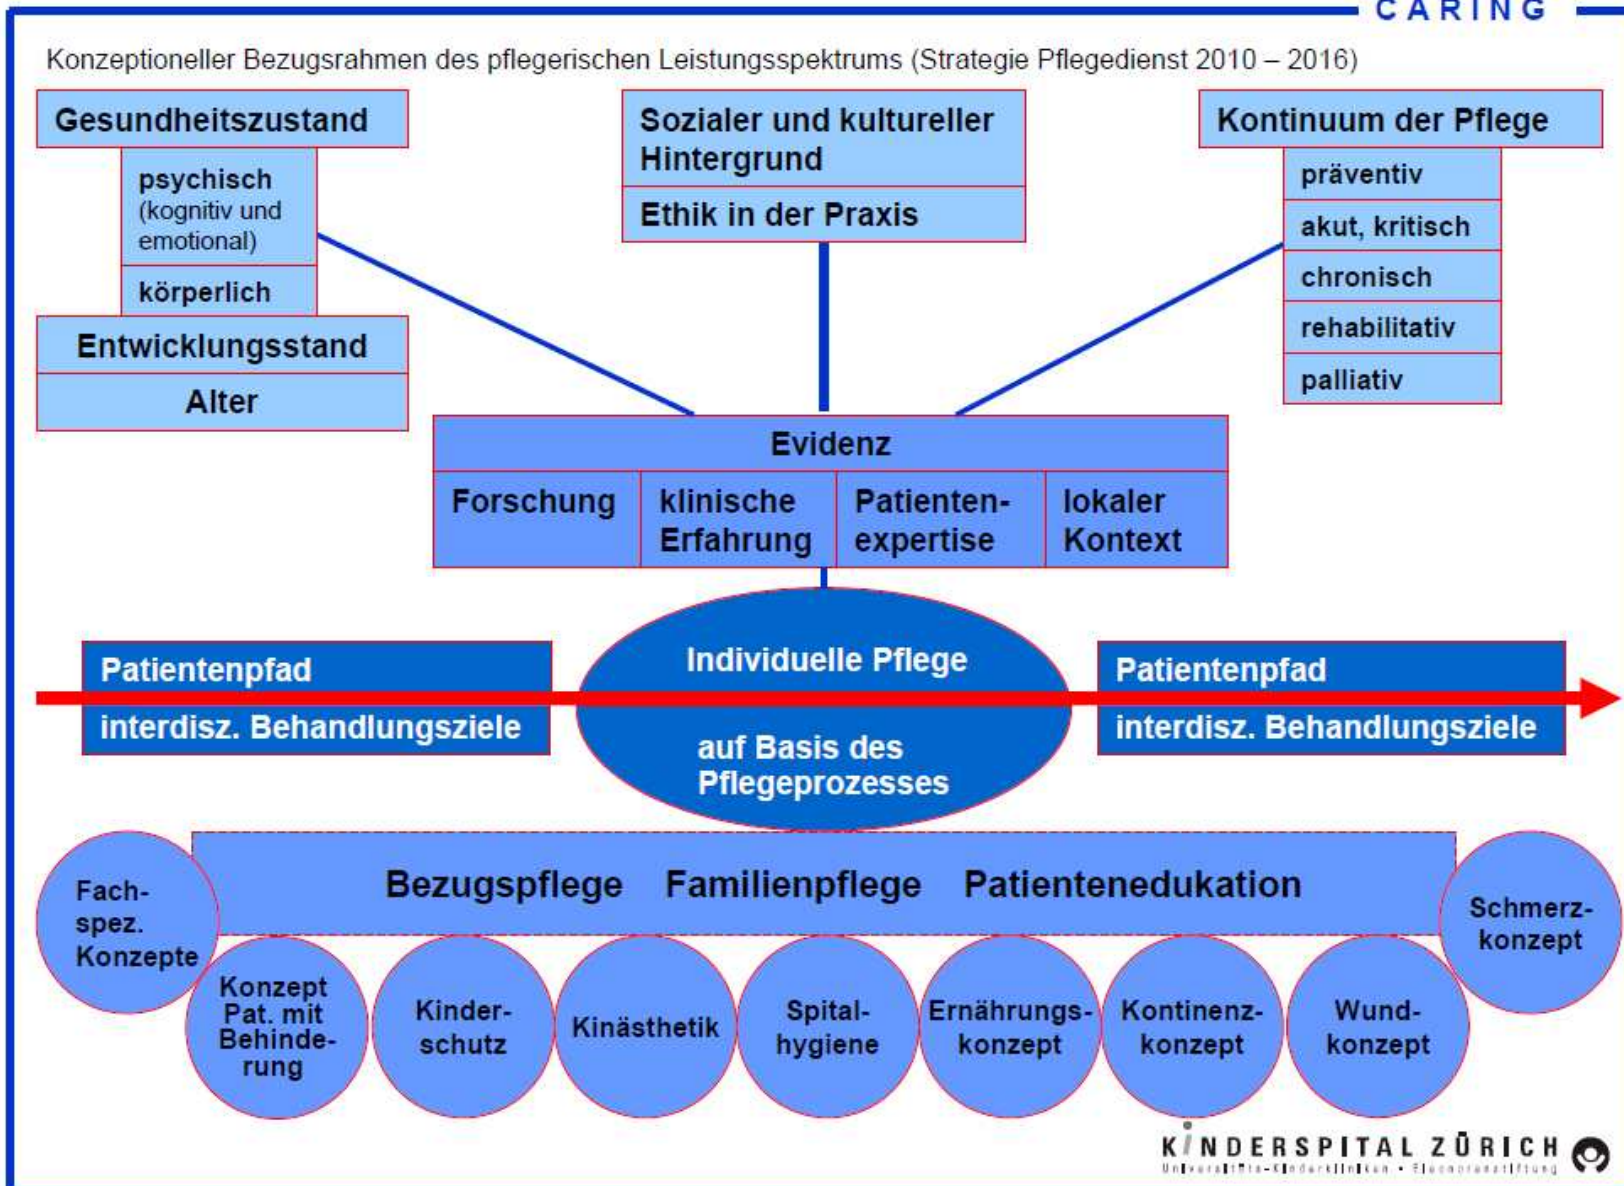 CARING
Konzeptioneller Bezugsrahmen des pflegerischen Leistungsspektrums (Strategie Pflegedienst 2010 – 2016)
Gesundheitszustand
psychisch
(kognitiv und
emotional)
körperlich
Entwicklungsstand
Alter
Sozialer und kultureller
Hintergrund
Ethik in der Praxis
Kontinuum der Pflege
präventiv
akut, kritisch
chronisch
rehabilitativ
palliativ
Evidenz
Forschung
klinische
Erfahrung
Patienten-
expertise
lokaler
Kontext
Patientenpfad
interdisz. Behandlungsziele
Individuelle Pflege
auf Basis des
Pflegeprozesses
Patientenpfad
interdisz. Behandlungsziele
Bezugspflege Familienpflege Patientenedukation
Fach-
spez.
Konzepte
Konzept
Pat. mit
Behinde-
rung
Kinder-
schutz
Kinästhetik
Spital-
hygiene
Ernährungs-
konzept
Kontinenz-
konzept
Wund-
konzept
Schmerz-
konzept
KINDERSPITAL ZÜRICH
Universitäts-Kinderkliniken • Eleonorenstiftung